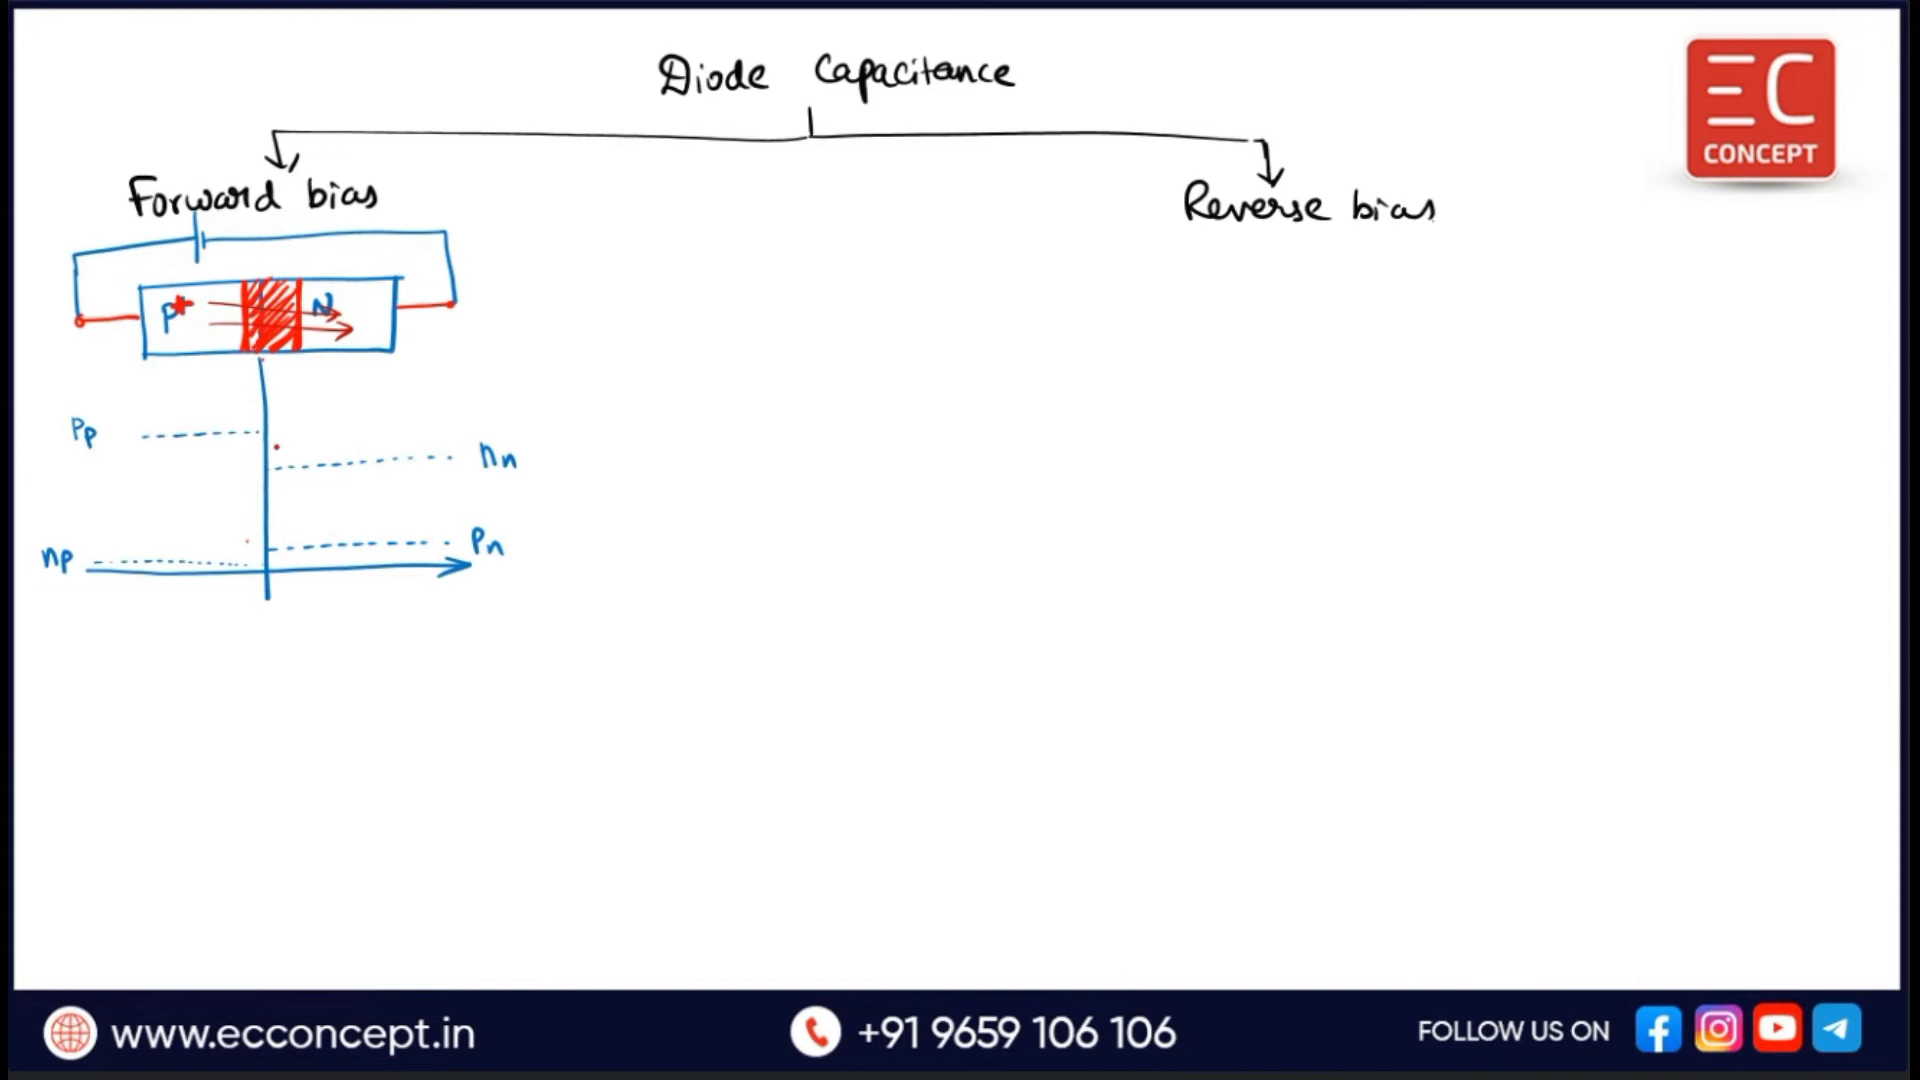 Diode Capacitance
EC
CONCEPT
Forward bias
Reverse bias
P+ N
Pp
nn
Pn
np
www.ecconcept.in
+91 9659 106 106
FOLLOW US ON